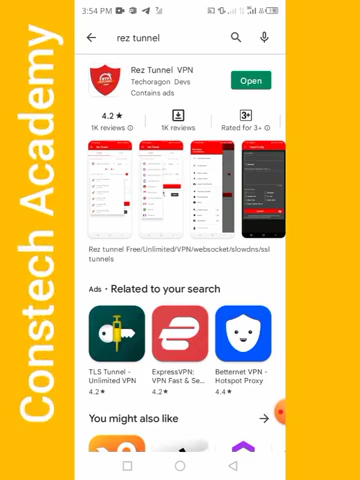 Constech Academy
3:54 PM
rez tunnel
Rez Tunnel VPN
Techoragon Devs
Contains ads
Open
4.2★
1K reviews
1K reviews
3+
Rated for 3+
Rez tunnel Free/Unlimited/VPN/websocket/slowdns/ssl
tunnels
Ads · Related to your search
TLS Tunnel -
Unlimited VPN
4.2★
ExpressVPN:
VPN Fast & Se...
4.2★
Betternet VPN -
Hotspot Proxy
4.4★
You might also like